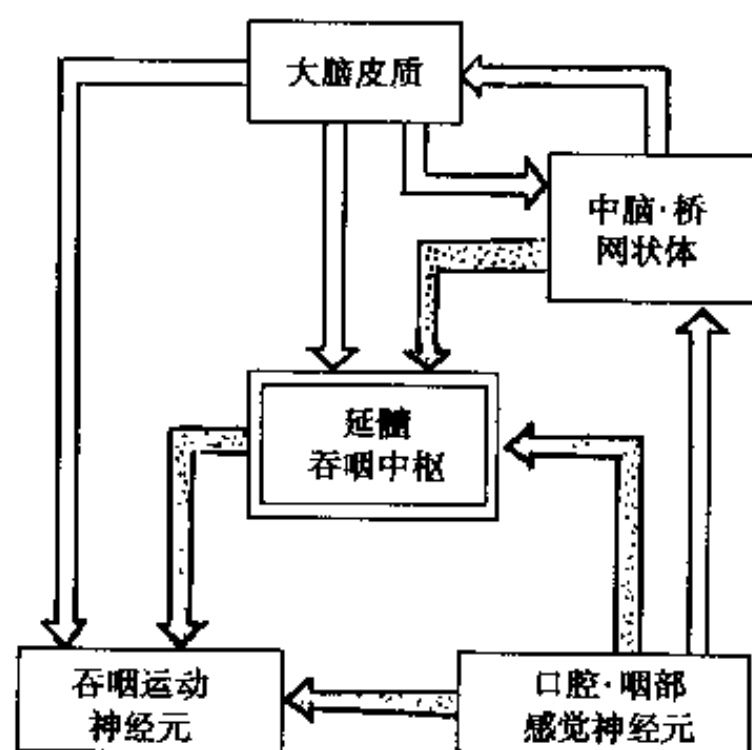 大脑皮质
中脑·桥
网状体
延髓
吞咽中枢
吞咽运动
神经元
口腔·咽部
感觉神经元